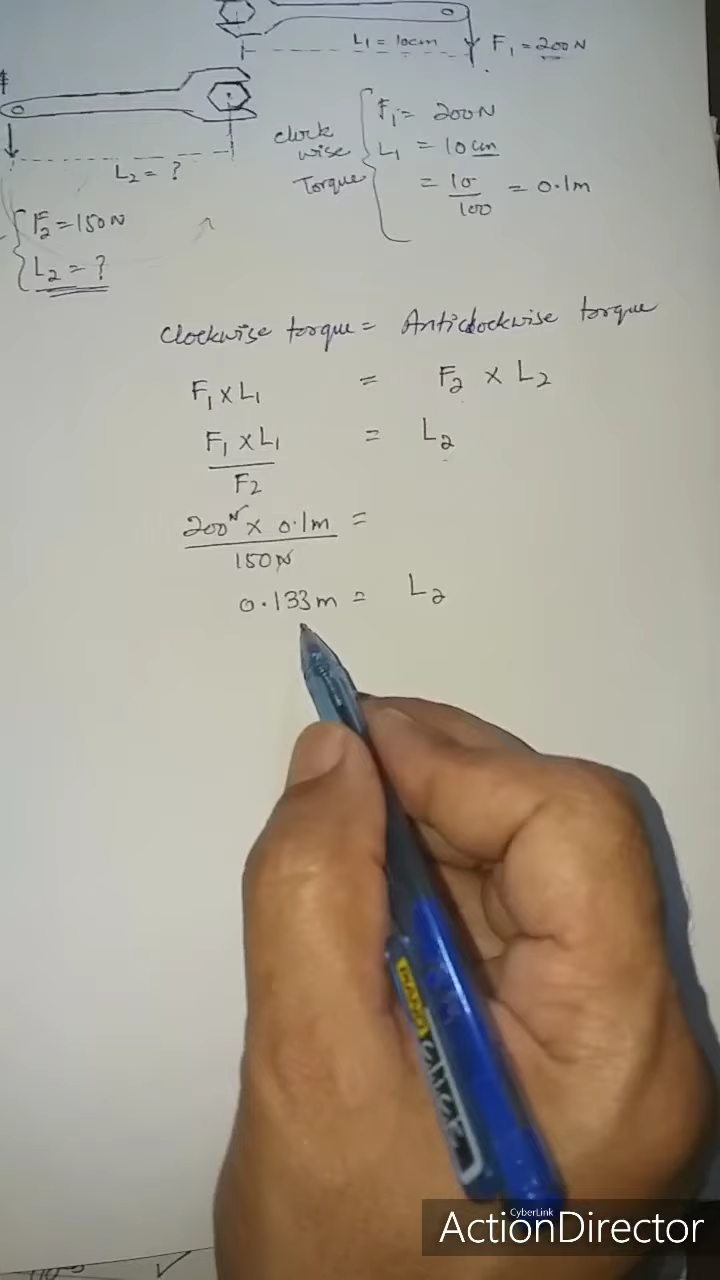 L₁ = 10cm
F₁ = 200N
L₂ = ?
F₂ = 150N
L₂ = ?
Clock
wise
Torque
F₁ = 200N
L₁ = 10cm
= 10/100 = 0.1m
Clockwise torque = Anticlockwise torque
F₁ x L₁ = F₂ x L₂
F₁ x L₁ / F₂ = L₂
200N x 0.1m / 150N =
0.133m = L₂
PIANO
CyberLink
ActionDirector